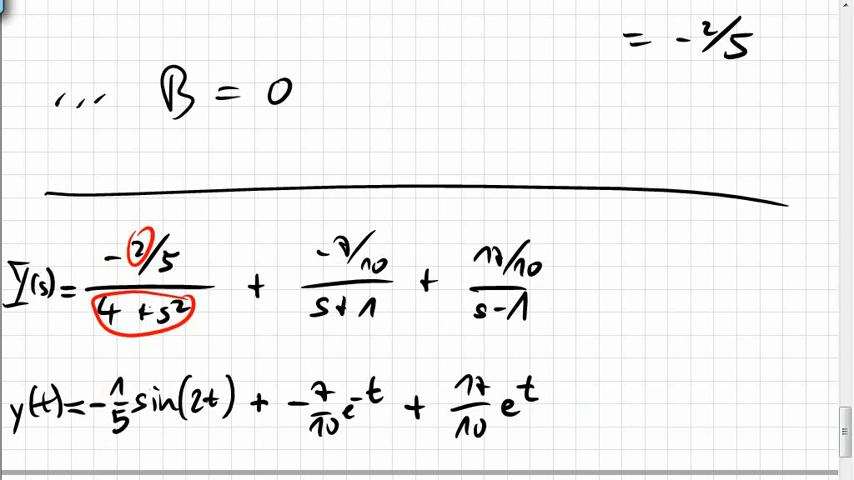 = -2/5
... B = 0
Y(s) = (-2/5)/(4 + s²) + (-7/10)/(s+1) + (17/10)/(s-1)
y(t) = -1/5 sin(2t) + -7/10 e^-t + 17/10 e^t